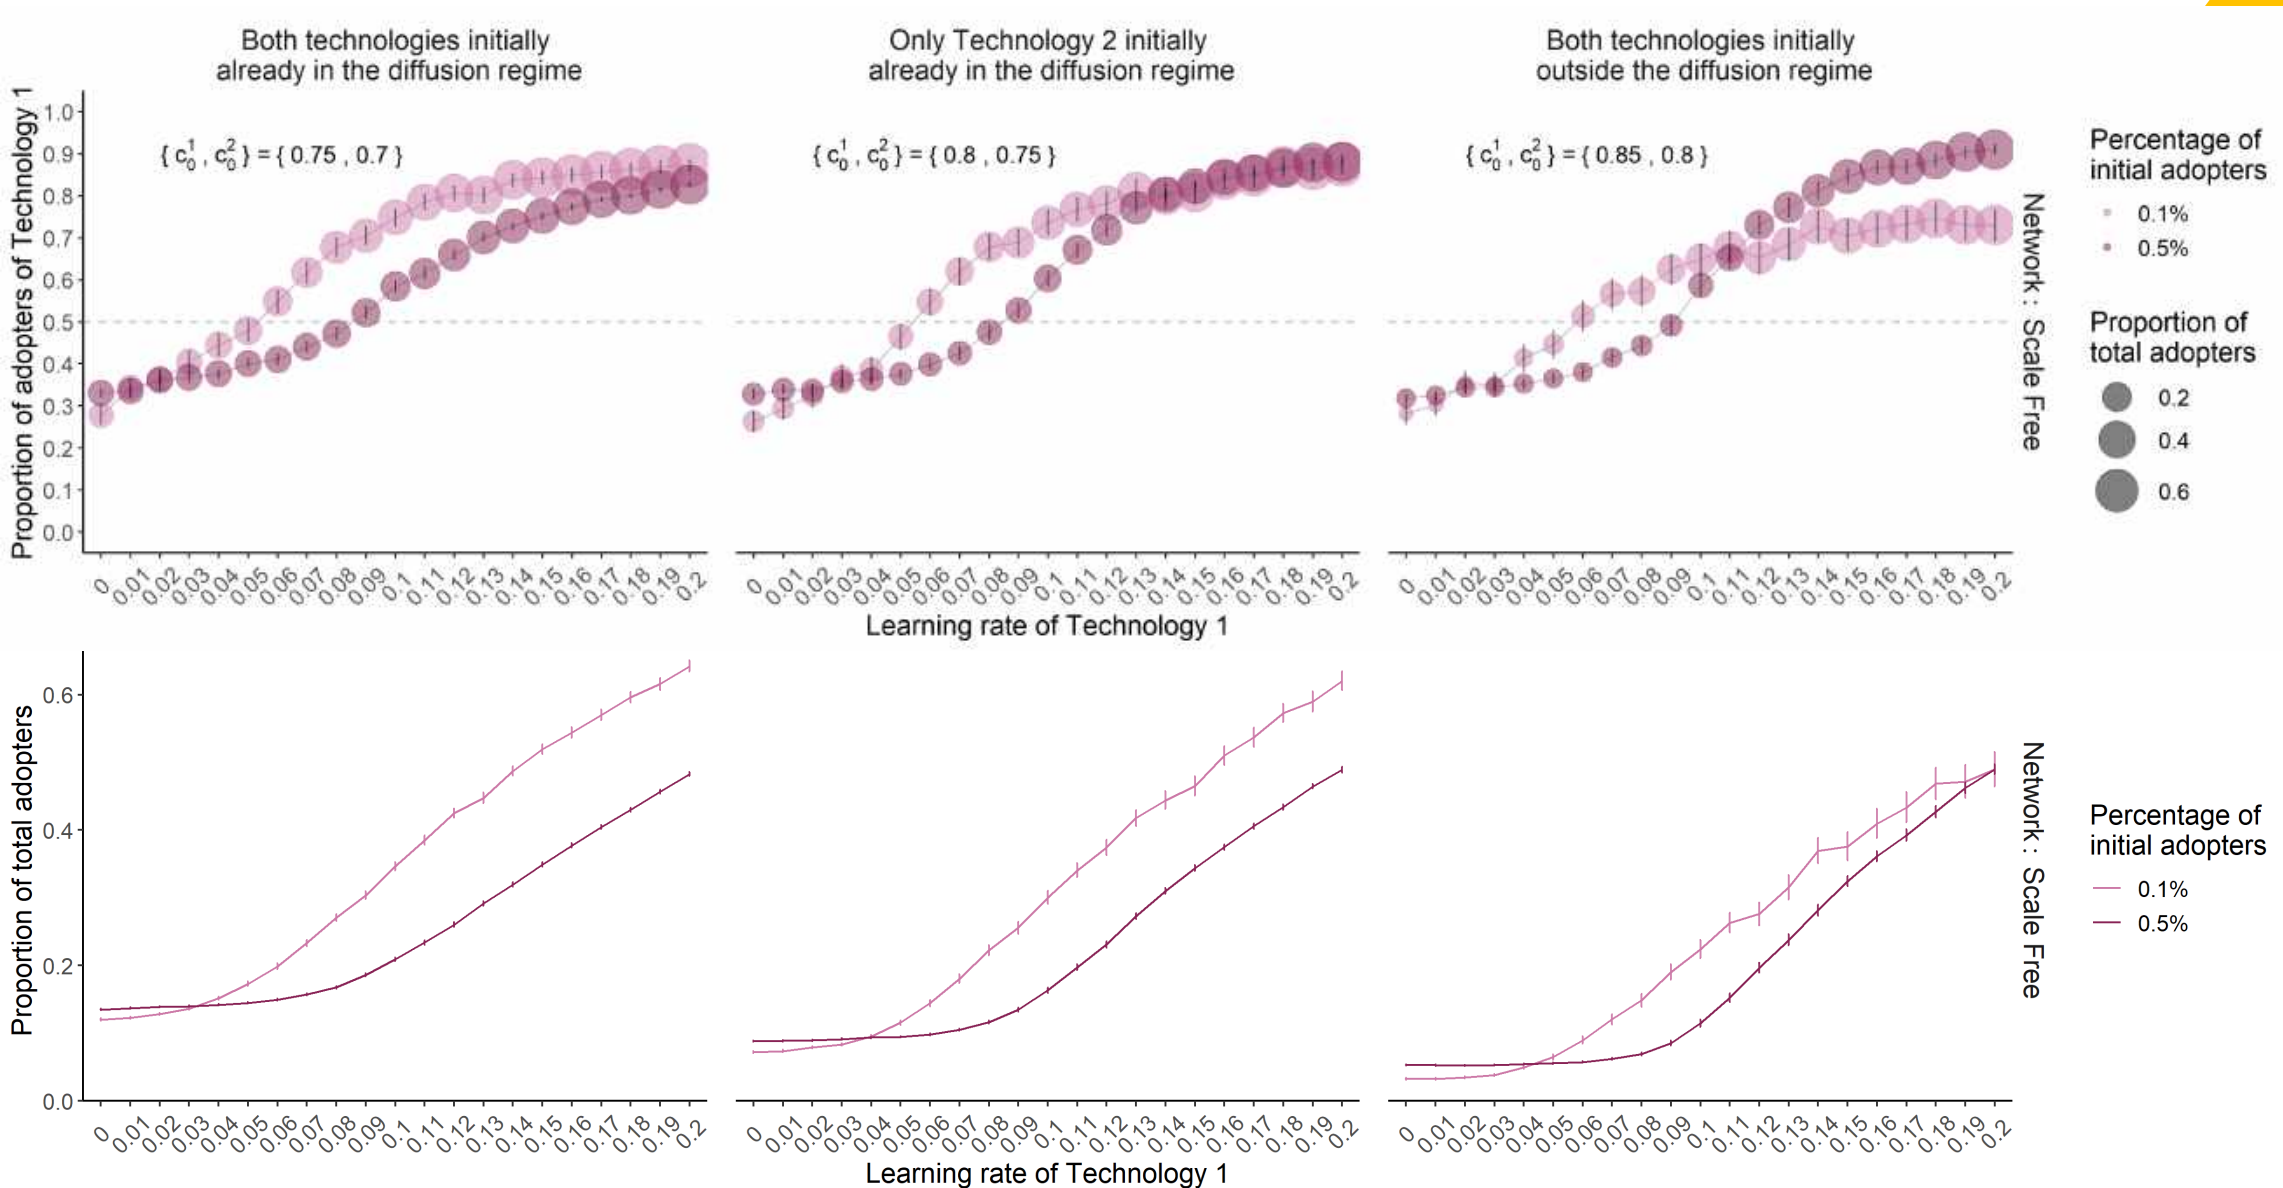 Both technologies initially
already in the diffusion regime
Only Technology 2 initially
already in the diffusion regime
Both technologies initially
outside the diffusion regime
Proportion of adopters of Technology 1
1.0
0.9
0.8
0.7
0.6
0.5
0.4
0.3
0.2
0.1
0.0
{ c₀¹ , c₀² } = { 0.75 , 0.7 }
{ c₀¹ , c₀² } = { 0.8 , 0.75 }
{ c₀¹ , c₀² } = { 0.85 , 0.8 }
Network : Scale Free
Percentage of
initial adopters
0.1%
0.5%
Proportion of
total adopters
0.2
0.4
0.6
0 0.01 0.02 0.03 0.04 0.05 0.06 0.07 0.08 0.09 0.1 0.11 0.12 0.13 0.14 0.15 0.16 0.17 0.18 0.19 0.2
0 0.01 0.02 0.03 0.04 0.05 0.06 0.07 0.08 0.09 0.1 0.11 0.12 0.13 0.14 0.15 0.16 0.17 0.18 0.19 0.2
0 0.01 0.02 0.03 0.04 0.05 0.06 0.07 0.08 0.09 0.1 0.11 0.12 0.13 0.14 0.15 0.16 0.17 0.18 0.19 0.2
Learning rate of Technology 1
Proportion of total adopters
0.6
0.4
0.2
0.0
Network : Scale Free
Percentage of
initial adopters
0.1%
0.5%
0 0.01 0.02 0.03 0.04 0.05 0.06 0.07 0.08 0.09 0.1 0.11 0.12 0.13 0.14 0.15 0.16 0.17 0.18 0.19 0.2
0 0.01 0.02 0.03 0.04 0.05 0.06 0.07 0.08 0.09 0.1 0.11 0.12 0.13 0.14 0.15 0.16 0.17 0.18 0.19 0.2
0 0.01 0.02 0.03 0.04 0.05 0.06 0.07 0.08 0.09 0.1 0.11 0.12 0.13 0.14 0.15 0.16 0.17 0.18 0.19 0.2
Learning rate of Technology 1